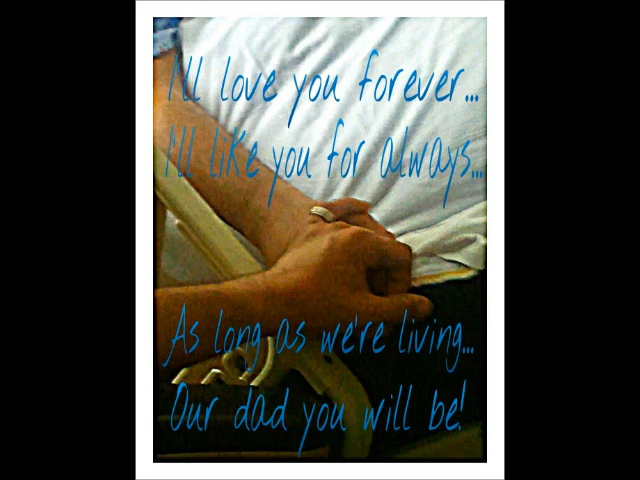 I'll love you forever...
I'll like you for always...
As long as we're living...
Our dad you will be!